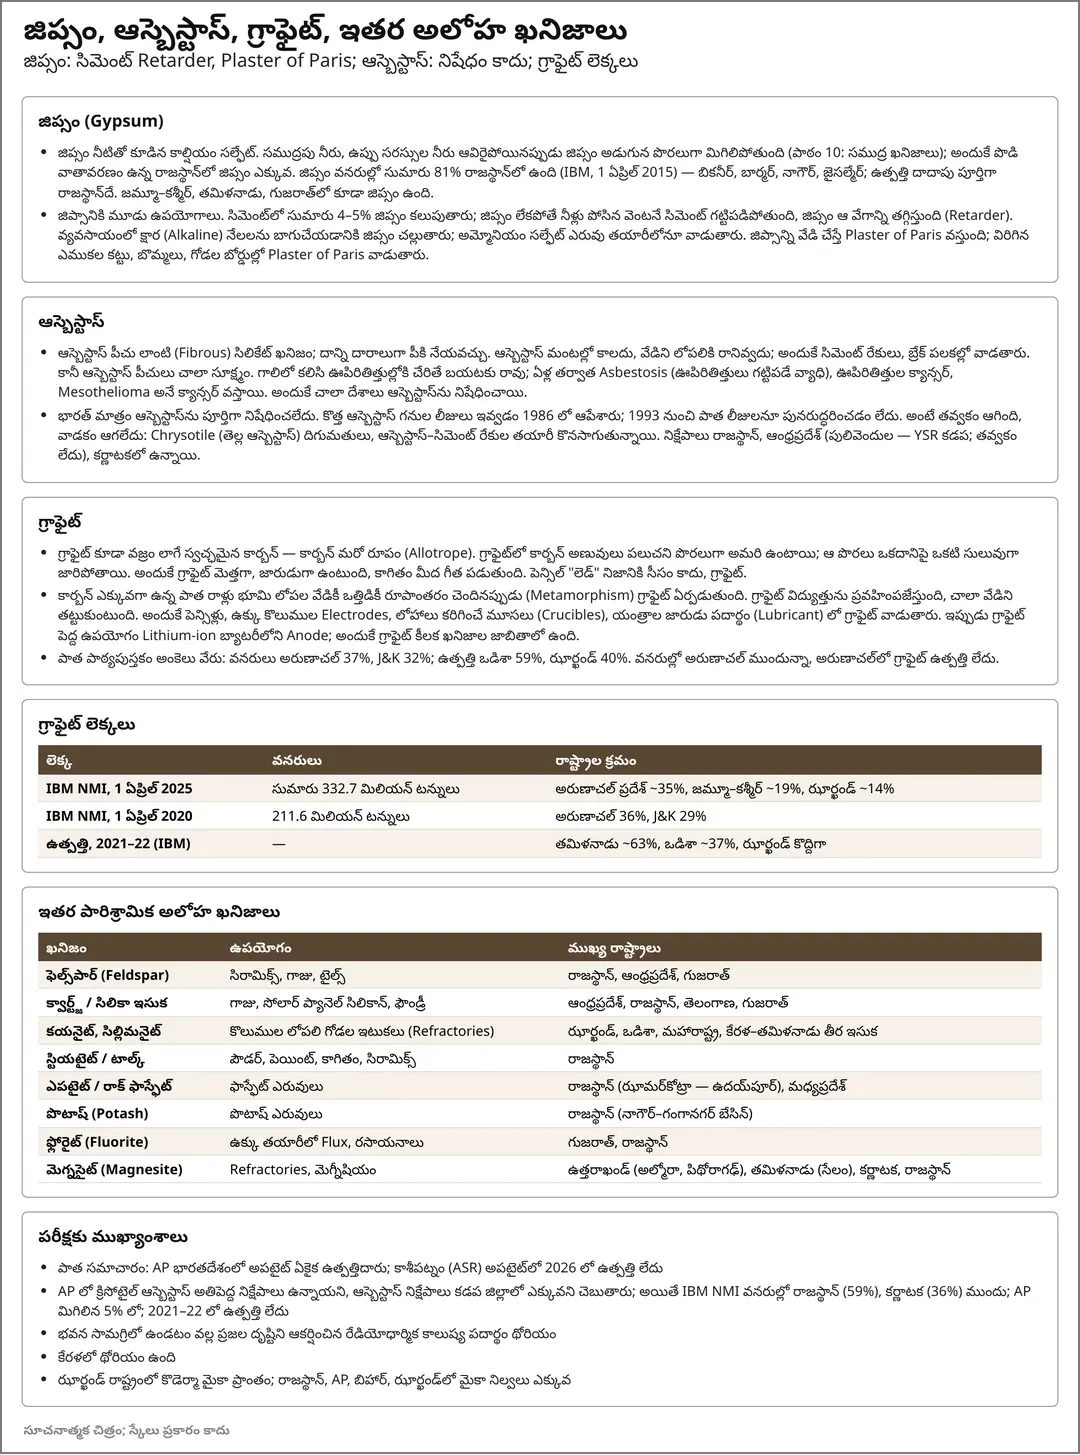 జిప్సం, ఆస్బెస్టాస్, గ్రాఫైట్, ఇతర అలోహ ఖనిజాలు
జిప్సం: సిమెంట్ Retarder, Plaster of Paris; ఆస్బెస్టాస్: నిషేధం కాదు; గ్రాఫైట్ లెక్కలు
జిప్సం (Gypsum)
• జిప్సం నీటితో కూడిన కాల్షియం సల్ఫేట్. సముద్రపు నీరు, ఉప్పు సరస్సుల నీరు ఆవిరైపోయినప్పుడు జిప్సం అడుగున పొరలుగా మిగిలిపోతుంది (పాఠం 10: సముద్ర ఖనిజాలు); అందుకే పొడి
వాతావరణం ఉన్న రాజస్థాన్‌లో జిప్సం ఎక్కువ. జిప్సం వనరుల్లో సుమారు 81% రాజస్థాన్‌లో ఉంది (IBM, 1 ఏప్రిల్ 2015) — బికనీర్, బార్మర్, నాగౌర్, జైసల్మేర్; ఉత్పత్తి దాదాపు పూర్తిగా
రాజస్థాన్‌దే. జమ్మూ–కశ్మీర్, తమిళనాడు, గుజరాత్‌లో కూడా జిప్సం ఉంది.
• జిప్సానికి మూడు ఉపయోగాలు. సిమెంట్‌లో సుమారు 4–5% జిప్సం కలుపుతారు; జిప్సం లేకపోతే నీళ్లు పోసిన వెంటనే సిమెంట్ గట్టిపడిపోతుంది, జిప్సం ఆ వేగాన్ని తగ్గిస్తుంది (Retarder).
వ్యవసాయంలో క్షార (Alkaline) నేలలను బాగుచేయడానికి జిప్సం చల్లుతారు; అమ్మోనియం సల్ఫేట్ ఎరువు తయారీలోనూ వాడుతారు. జిప్సాన్ని వేడి చేస్తే Plaster of Paris వస్తుంది; విరిగిన
ఎముకల కట్టు, బొమ్మలు, గోడల బోర్డుల్లో Plaster of Paris వాడుతారు.
ఆస్బెస్టాస్
• ఆస్బెస్టాస్ పీచు లాంటి (Fibrous) సిలికేట్ ఖనిజం; దాన్ని దారాలుగా పీకి నేయవచ్చు. ఆస్బెస్టాస్ మంటల్లో కాలదు, వేడిని లోపలికి రానివ్వదు; అందుకే సిమెంట్ రేకులు, బ్రేక్ పలకల్లో వాడతారు.
కానీ ఆస్బెస్టాస్ పీచులు చాలా సూక్ష్మం. గాలిలో కలిసి ఊపిరితిత్తుల్లోకి చేరితే బయటకు రావు; ఏళ్ల తర్వాత Asbestosis (ఊపిరితిత్తులు గట్టిపడే వ్యాధి), ఊపిరితిత్తుల క్యాన్సర్,
Mesothelioma అనే క్యాన్సర్ వస్తాయి. అందుకే చాలా దేశాలు ఆస్బెస్టాస్‌ను నిషేధించాయి.
• భారత్ మాత్రం ఆస్బెస్టాస్‌ను పూర్తిగా నిషేధించలేదు. కొత్త ఆస్బెస్టాస్ గనుల లీజులు ఇవ్వడం 1986 లో ఆపేశారు; 1993 నుంచి పాత లీజులనూ పునరుద్ధరించడం లేదు. అంటే తవ్వకం ఆగింది,
వాడకం ఆగలేదు: Chrysotile (తెల్ల ఆస్బెస్టాస్) దిగుమతులు, ఆస్బెస్టాస్–సిమెంట్ రేకుల తయారీ కొనసాగుతున్నాయి. నిక్షేపాలు రాజస్థాన్, ఆంధ్రప్రదేశ్ (పులివెందుల — YSR కడప; తవ్వకం
లేదు), కర్ణాటకలో ఉన్నాయి.
గ్రాఫైట్
• గ్రాఫైట్ కూడా వజ్రం లాగే స్వచ్ఛమైన కార్బన్ — కార్బన్ మరో రూపం (Allotrope). గ్రాఫైట్‌లో కార్బన్ అణువులు పలుచని పొరలుగా అమరి ఉంటాయి; ఆ పొరలు ఒకదానిపై ఒకటి సులువుగా
జారిపోతాయి. అందుకే గ్రాఫైట్ మెత్తగా, జారుడుగా ఉంటుంది, కాగితం మీద గీత పడుతుంది. పెన్సిల్ "లెడ్" నిజానికి సీసం కాదు, గ్రాఫైట్.
• కార్బన్ ఎక్కువగా ఉన్న పాత రాళ్లు భూమి లోపల వేడికీ ఒత్తిడికీ రూపాంతరం చెందినప్పుడు (Metamorphism) గ్రాఫైట్ ఏర్పడుతుంది. గ్రాఫైట్ విద్యుత్తును ప్రవహింపజేస్తుంది, చాలా వేడిని
తట్టుకుంటుంది. అందుకే పెన్సిళ్లు, ఉక్కు కొలుముల Electrodes, లోహాలు కరిగించే మూసలు (Crucibles), యంత్రాల జారుడు పదార్థం (Lubricant) లో గ్రాఫైట్ వాడుతారు. ఇప్పుడు గ్రాఫైట్
పెద్ద ఉపయోగం Lithium-ion బ్యాటరీలోని Anode; అందుకే గ్రాఫైట్ కీలక ఖనిజాల జాబితాలో ఉంది.
• పాత పాఠ్యపుస్తకం అంకెలు వేరు: వనరులు అరుణాచల్ 37%, J&K 32%; ఉత్పత్తి ఒడిశా 59%, ఝార్ఖండ్ 40%. వనరుల్లో అరుణాచల్ ముందున్నా, అరుణాచల్‌లో గ్రాఫైట్ ఉత్పత్తి లేదు.
గ్రాఫైట్ లెక్కలు
లెక్క వనరులు రాష్ట్రాల క్రమం
IBM NMI, 1 ఏప్రిల్ 2025 సుమారు 332.7 మిలియన్ టన్నులు అరుణాచల్ ప్రదేశ్ ~35%, జమ్మూ–కశ్మీర్ ~19%, ఝార్ఖండ్ ~14%
IBM NMI, 1 ఏప్రిల్ 2020 211.6 మిలియన్ టన్నులు అరుణాచల్ 36%, J&K 29%
ఉత్పత్తి, 2021–22 (IBM) — తమిళనాడు ~63%, ఒడిశా ~37%, ఝార్ఖండ్ కొద్దిగా
ఇతర పారిశ్రామిక అలోహ ఖనిజాలు
ఖనిజం ఉపయోగం ముఖ్య రాష్ట్రాలు
ఫెల్స్‌పార్ (Feldspar) సిరామిక్స్, గాజు, టైల్స్ రాజస్థాన్, ఆంధ్రప్రదేశ్, గుజరాత్
క్వార్ట్జ్ / సిలికా ఇసుక గాజు, సోలార్ ప్యానెల్ సిలికాన్, ఫౌండ్రీ ఆంధ్రప్రదేశ్, రాజస్థాన్, తెలంగాణ, గుజరాత్
కయనైట్, సిల్లిమనైట్ కొలుముల లోపలి గోడల ఇటుకలు (Refractories) ఝార్ఖండ్, ఒడిశా, మహారాష్ట్ర, కేరళ–తమిళనాడు తీర ఇసుక
స్టియటైట్ / టాల్క్ పౌడర్, పెయింట్, కాగితం, సిరామిక్స్ రాజస్థాన్
ఎపటైట్ / రాక్ ఫాస్ఫేట్ ఫాస్ఫేట్ ఎరువులు రాజస్థాన్ (ఝామర్‌కోట్రా — ఉదయ్‌పూర్), మధ్యప్రదేశ్
పొటాష్ (Potash) పొటాష్ ఎరువులు రాజస్థాన్ (నాగౌర్–గంగానగర్ బేసిన్)
ఫ్లోరైట్ (Fluorite) ఉక్కు తయారీలో Flux, రసాయనాలు గుజరాత్, రాజస్థాన్
మెగ్నసైట్ (Magnesite) Refractories, మెగ్నీషియం ఉత్తరాఖండ్ (అల్మోరా, పిథోరాగఢ్), తమిళనాడు (సేలం), కర్ణాటక, రాజస్థాన్
పరీక్షకు ముఖ్యాంశాలు
• పాత సమాచారం: AP భారతదేశంలో అపటైట్ ఏకైక ఉత్పత్తిదారు; కాశీపట్నం (ASR) అపటైట్‌లో 2026 లో ఉత్పత్తి లేదు
• AP లో క్రిసోటైల్ ఆస్బెస్టాస్ అతిపెద్ద నిక్షేపాలు ఉన్నాయని, ఆస్బెస్టాస్ నిక్షేపాలు కడప జిల్లాలో ఎక్కువని చెబుతారు; అయితే IBM NMI వనరుల్లో రాజస్థాన్ (59%), కర్ణాటక (36%) ముందు; AP
మిగిలిన 5% లో; 2021–22 లో ఉత్పత్తి లేదు
• భవన సామగ్రిలో ఉండటం వల్ల ప్రజల దృష్టిని ఆకర్షించిన రేడియోధార్మిక కాలుష్య పదార్థం థోరియం
• కేరళలో థోరియం ఉంది
• ఝార్ఖండ్ రాష్ట్రంలో కొడెర్మా మైకా ప్రాంతం; రాజస్థాన్, AP, బిహార్, ఝార్ఖండ్‌లో మైకా నిల్వలు ఎక్కువ
సూచనాత్మక చిత్రం; స్కేలు ప్రకారం కాదు